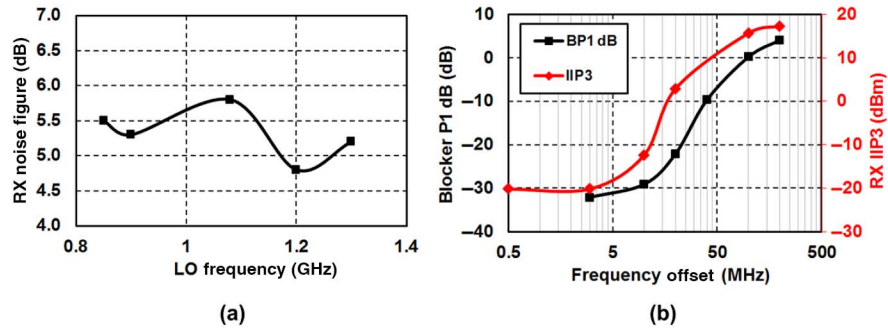 (a)
7.0
6.5
6.0
5.5
5.0
4.5
4.0
RX noise figure (dB)
0.8
1
1.2
1.4
LO frequency (GHz)
(a)
(b)
10
0
–10
–20
–30
–40
Blocker P1 dB (dB)
BP1 dB
IIP3
20
10
0
–10
–20
–30
RX IIP3 (dBm)
0.5
5
50
500
Frequency offset (MHz)
(b)